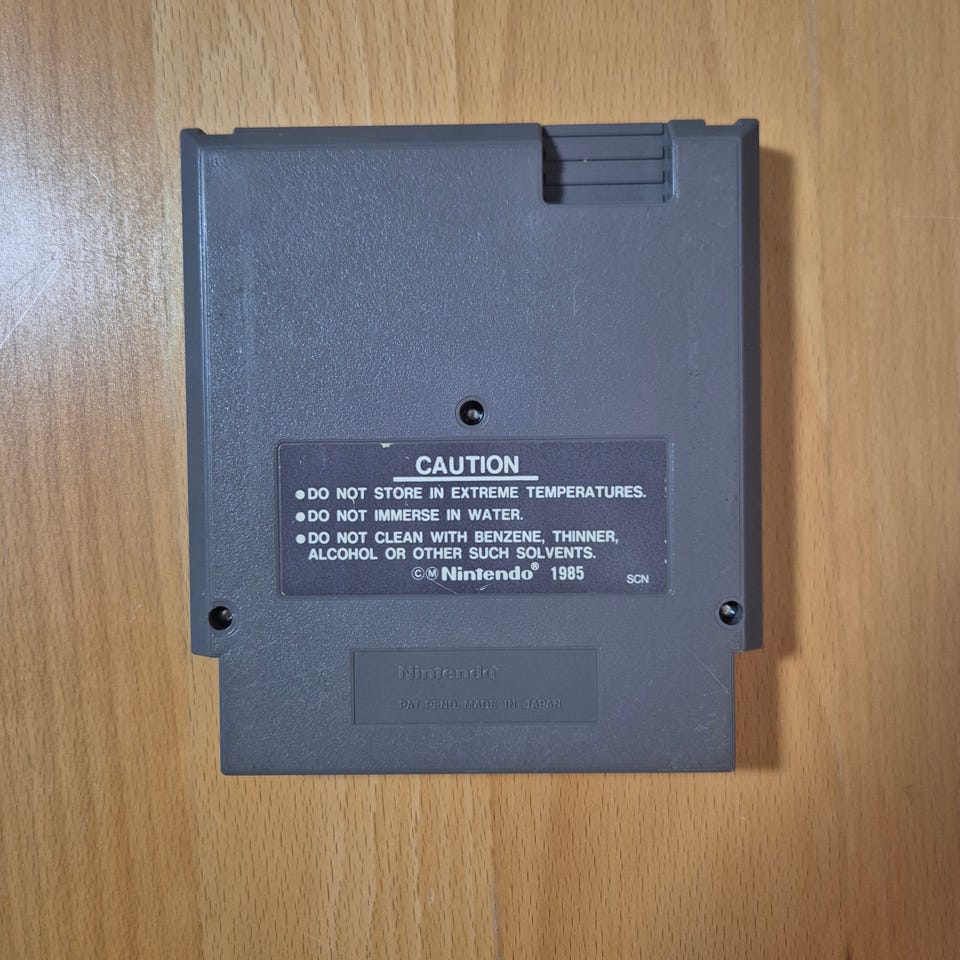 CAUTION
●DO NOT STORE IN EXTREME TEMPERATURES.
●DO NOT IMMERSE IN WATER.
●DO NOT CLEAN WITH BENZENE, THINNER,
ALCOHOL OR OTHER SUCH SOLVENTS.
ⒸⓂNintendo® 1985 SCN
Nintendo
PAT. PEND. MADE IN JAPAN